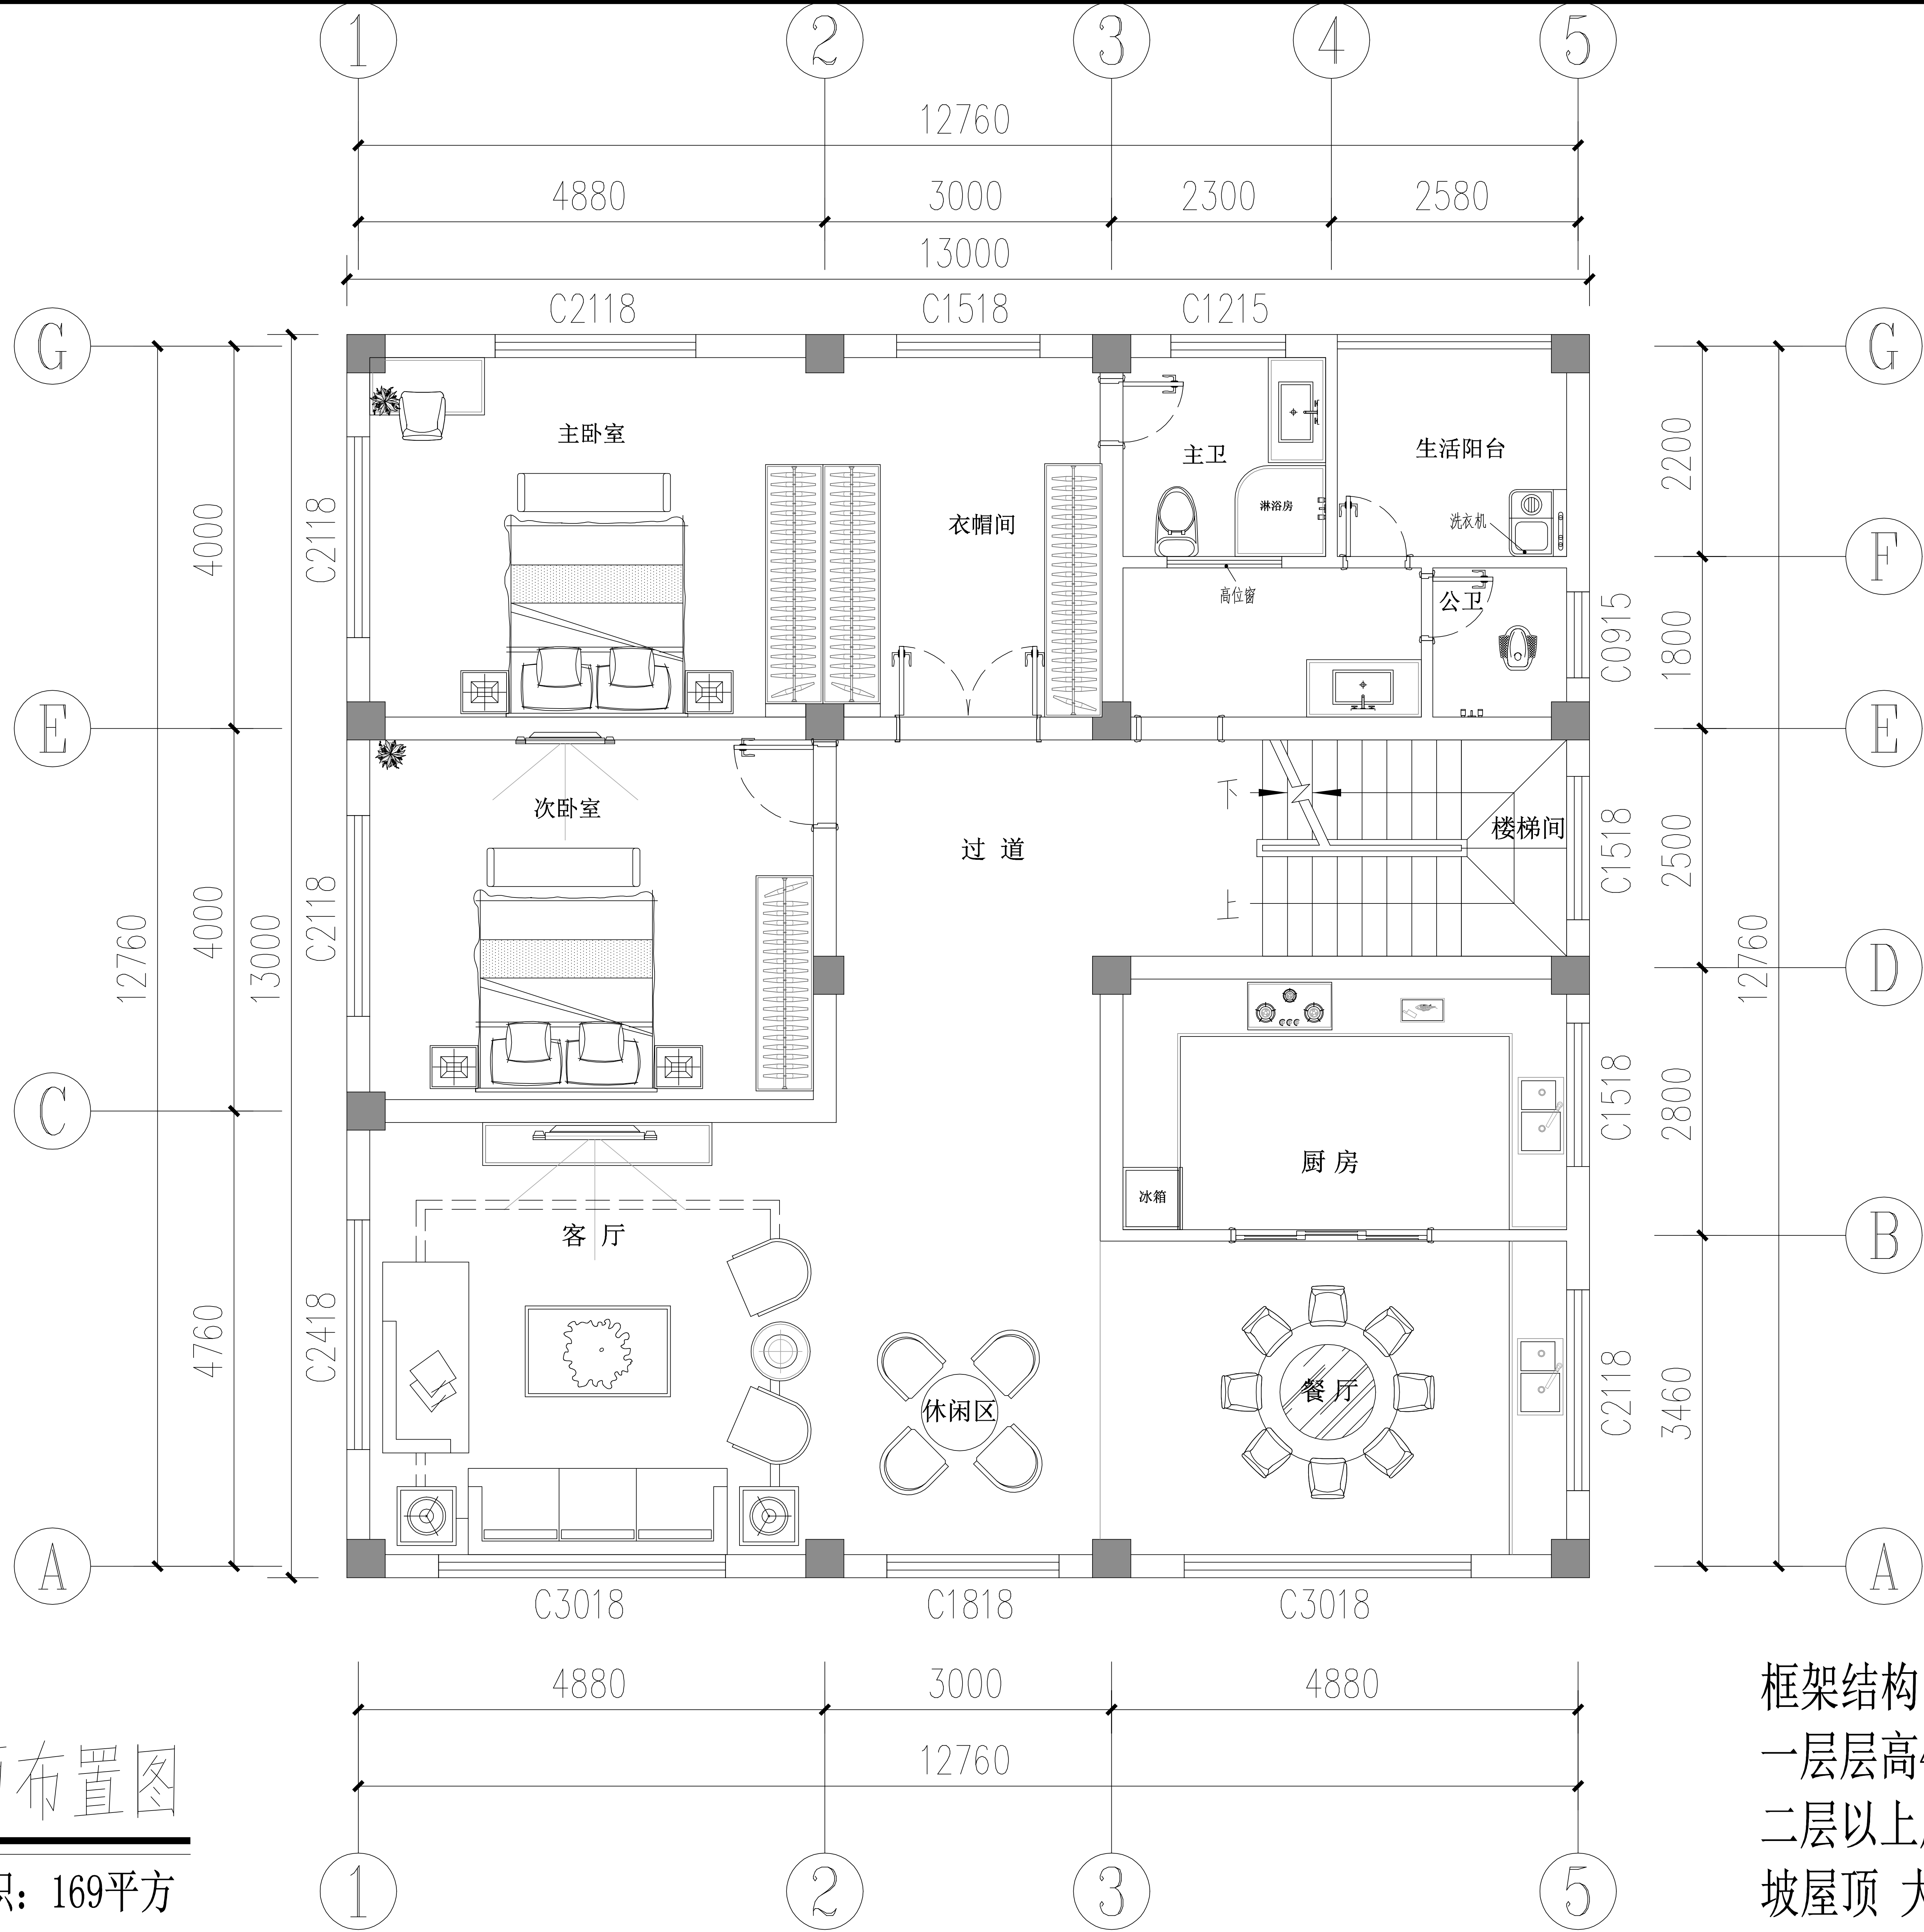 1 2 3 4 5
12760
4880 3000 2300 2580
13000
C2118 C1518 C1215
G G
主卧室
主卫
生活阳台
2200
淋浴房
衣帽间
洗衣机
4000
C2118
F
高位窗
公卫
C0915
1800
E E
次卧室
下
楼梯间
过 道
C1518
2500
上
4000
C2118
12760
13000
12760
D
C
C1518
2800
厨 房
冰箱
客 厅
B
4760
C2418
餐 厅
休闲区
C2118
3460
A A
C3018 C1818 C3018
4880 3000 4880
12760
1 2 3 5
布置图
169平方
框架结构
一层层高
二层以上
坡屋顶